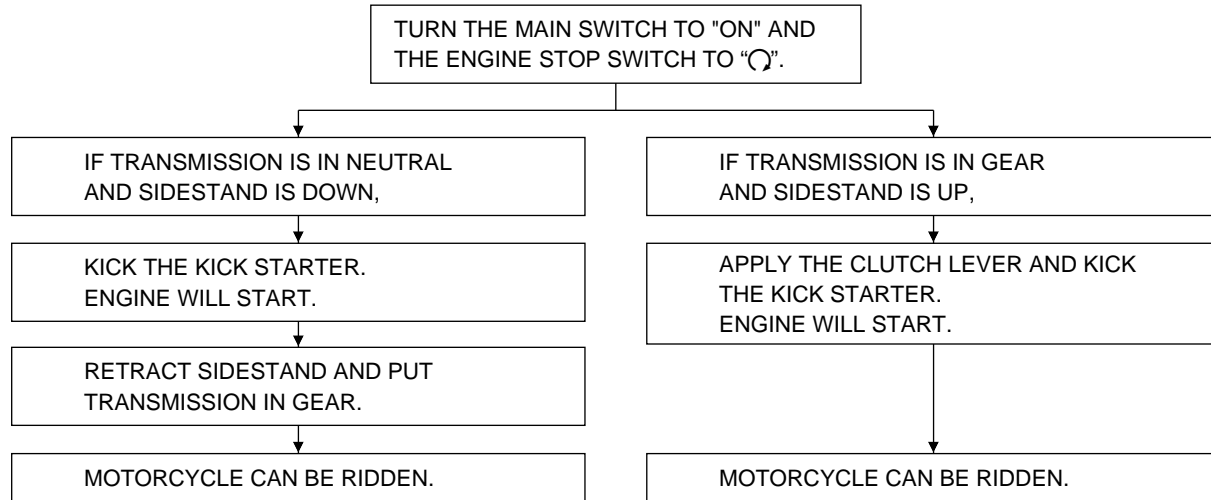 TURN THE MAIN SWITCH TO "ON" AND
THE ENGINE STOP SWITCH TO “”.
IF TRANSMISSION IS IN NEUTRAL
AND SIDESTAND IS DOWN,
KICK THE KICK STARTER.
ENGINE WILL START.
RETRACT SIDESTAND AND PUT
TRANSMISSION IN GEAR.
MOTORCYCLE CAN BE RIDDEN.
IF TRANSMISSION IS IN GEAR
AND SIDESTAND IS UP,
APPLY THE CLUTCH LEVER AND KICK
THE KICK STARTER.
ENGINE WILL START.
MOTORCYCLE CAN BE RIDDEN.